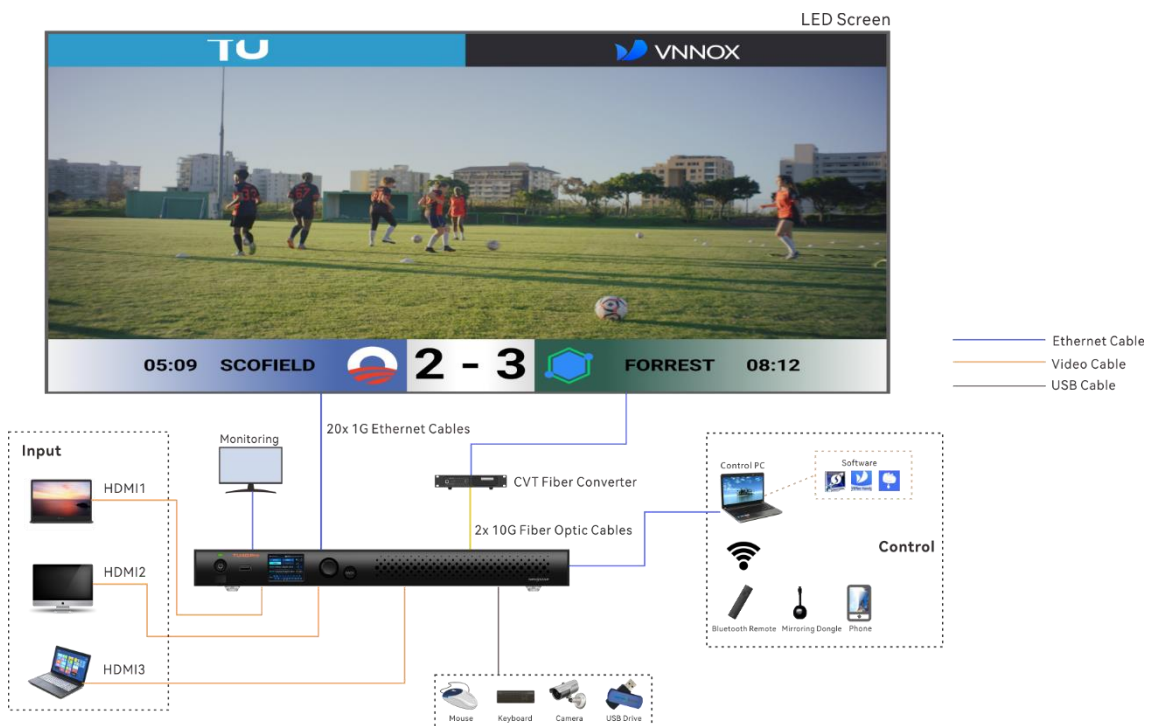 LED Screen
TU
VNNOX
05:09 SCOFIELD 2 - 3 FORREST 08:12
Ethernet Cable
Video Cable
USB Cable
20x 1G Ethernet Cables
Input
Monitoring
HDMI1
CVT Fiber Converter
Control PC
Software
2x 10G Fiber Optic Cables
Control
HDMI2
Bluetooth Remote
Mirroring Dongle
Phone
HDMI3
Mouse
Keyboard
Camera
USB Drive